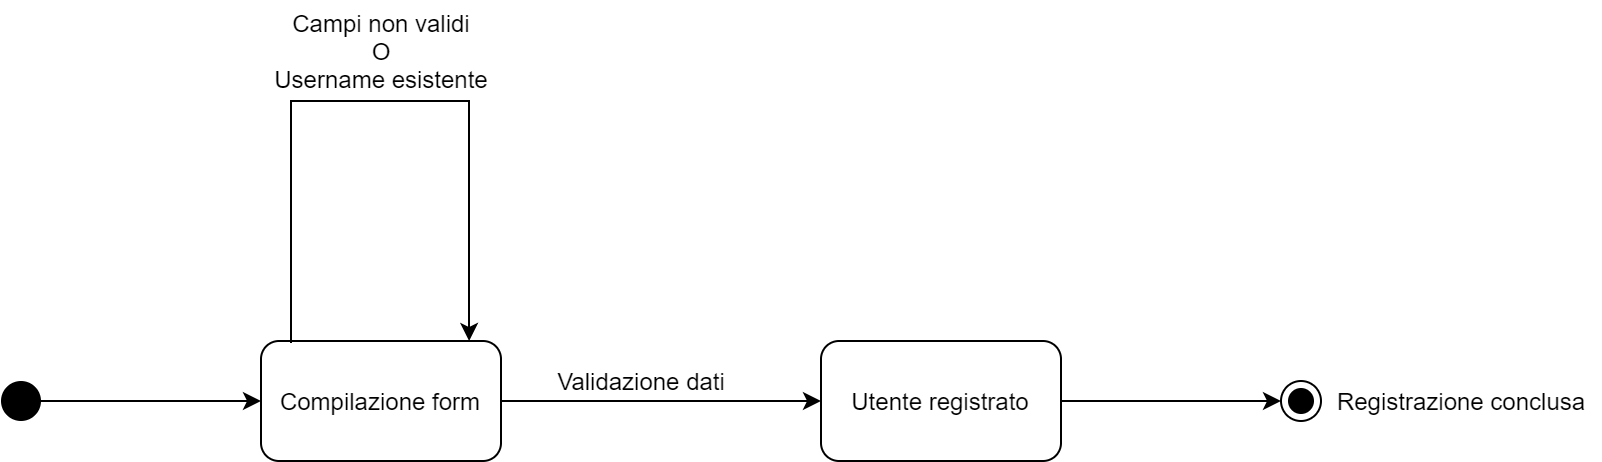 Campi non validi
O
Username esistente
Compilazione form
Validazione dati
Utente registrato
Registrazione conclusa